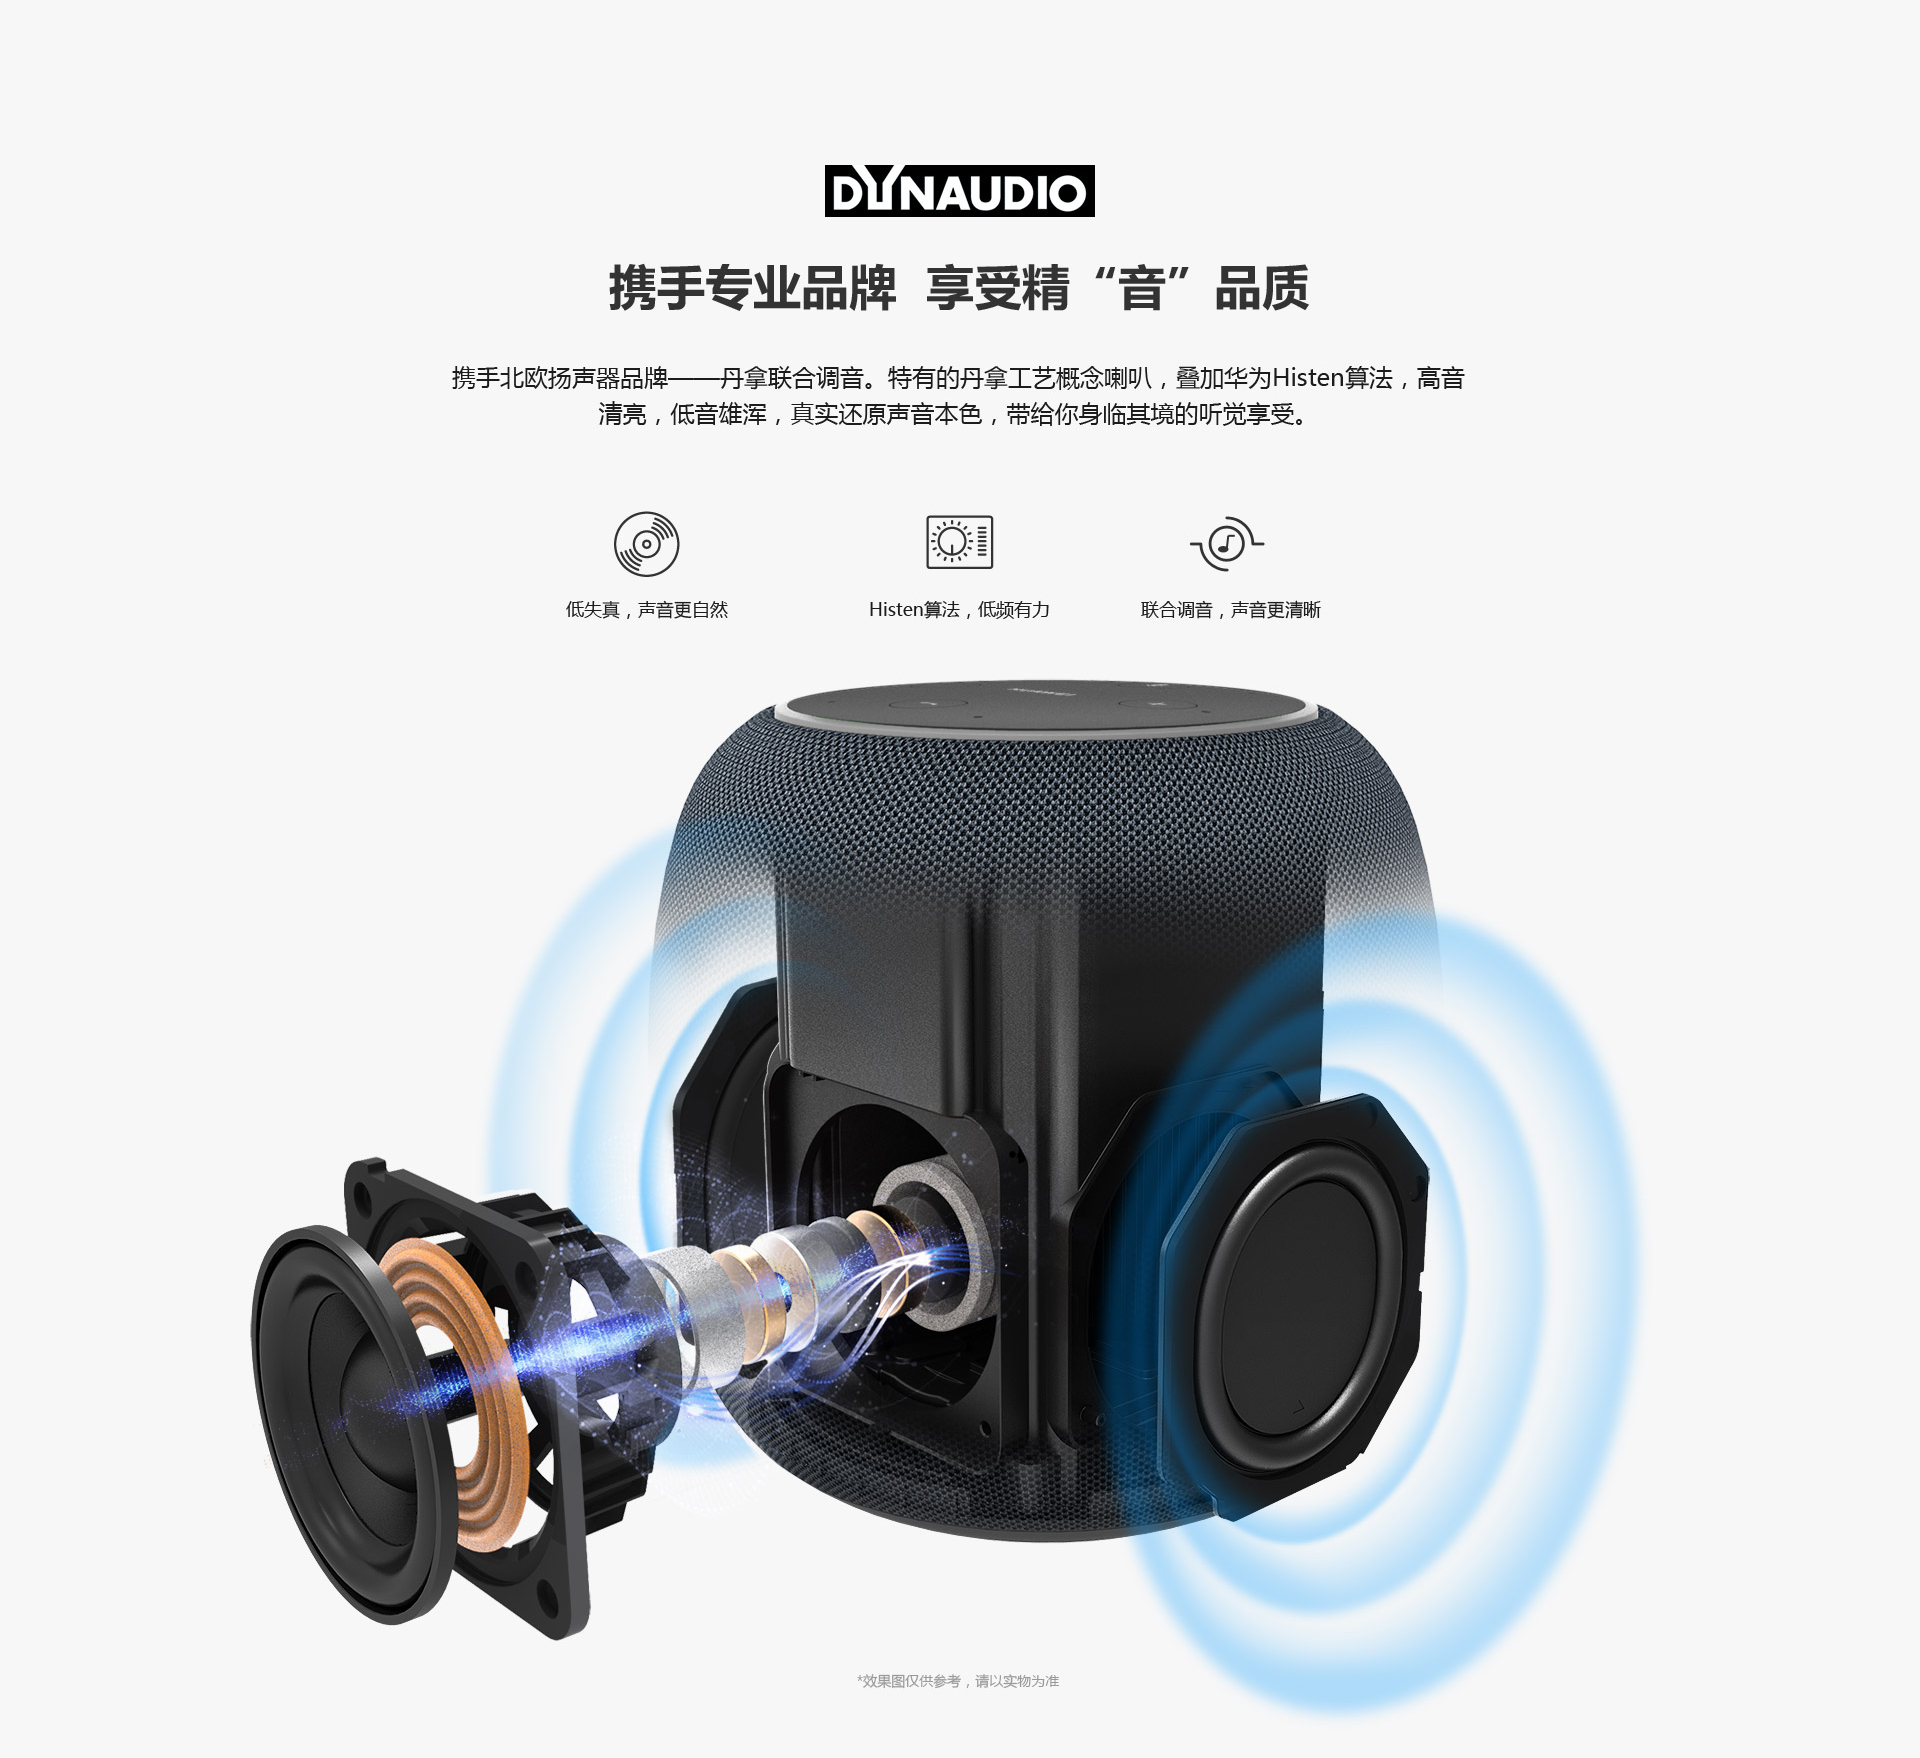 DYNAUDIO
携手专业品牌 享受精“音”品质
携手北欧扬声器品牌——丹拿联合调音。特有的丹拿工艺概念喇叭，叠加华为Histen算法，高音
清亮，低音雄浑，真实还原声音本色，带给你身临其境的听觉享受。
低失真，声音更自然
Histen算法，低频有力
联合调音，声音更清晰
HUAWEI
*效果图仅供参考，请以实物为准